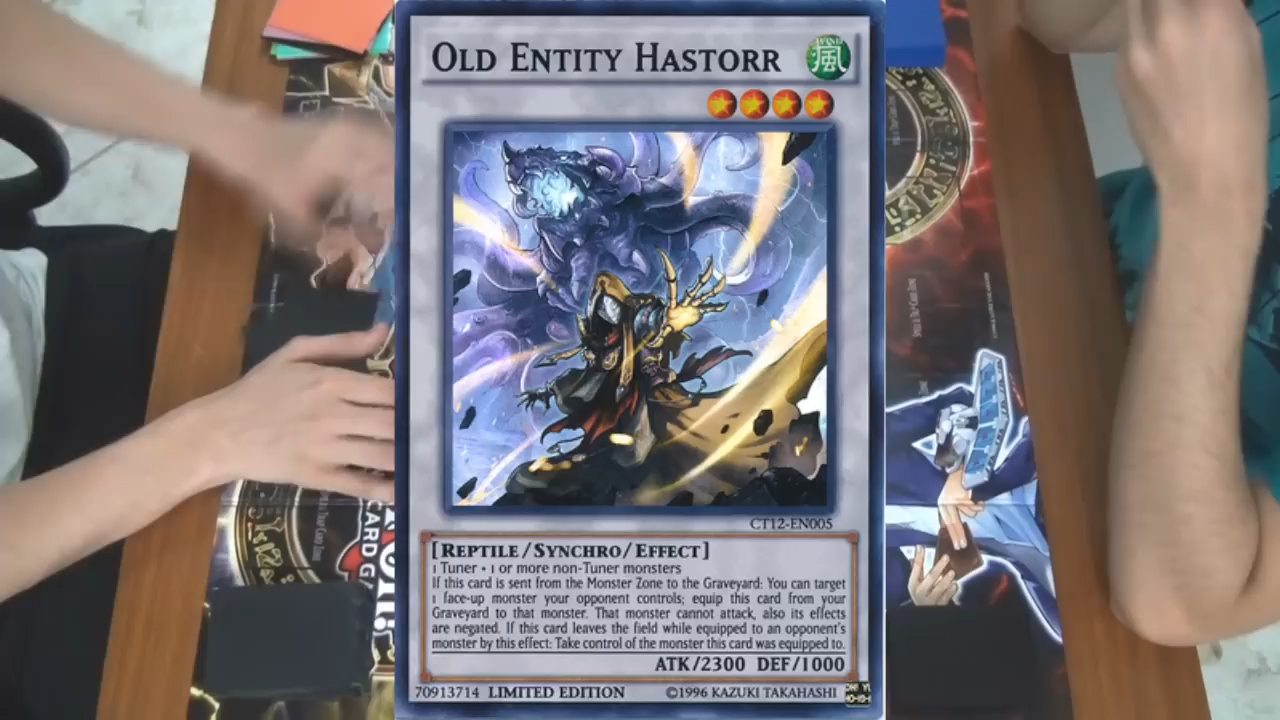 OLD ENTITY HASTORR
WIND
風
CT12-EN005
[REPTILE/SYNCHRO/EFFECT]
1 Tuner + 1 or more non-Tuner monsters
If this card is sent from the Monster Zone to the Graveyard: You can target
1 face-up monster your opponent controls; equip this card from your
Graveyard to that monster. That monster cannot attack, also its effects
are negated. If this card leaves the field while equipped to an opponent's
monster by this effect: Take control of the monster this card was equipped to.
ATK/2300 DEF/1000
70913714 LIMITED EDITION ©1996 KAZUKI TAKAHASHI
CARD G